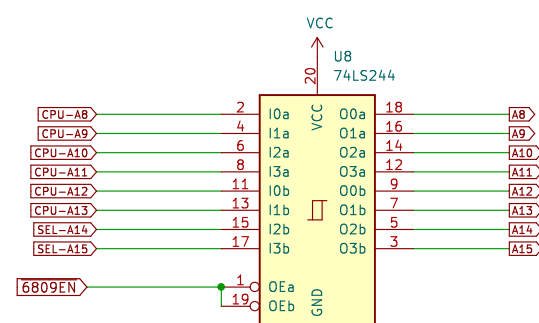 VCC
U8
74LS244
20
VCC
CPU-A8 2 I0a O0a 18 A8
CPU-A9 4 I1a O1a 16 A9
CPU-A10 6 I2a O2a 14 A10
CPU-A11 8 I3a O3a 12 A11
CPU-A12 11 I0b O0b 9 A12
CPU-A13 13 I1b O1b 7 A13
SEL-A14 15 I2b O2b 5 A14
SEL-A15 17 I3b O3b 3 A15
6809EN 1 OEa
19 OEb
GND